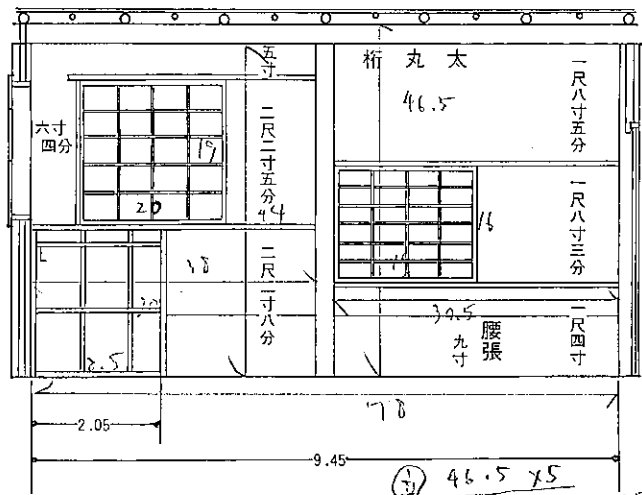 五寸
桁丸太
一尺八寸五分
46.5
六寸
四分
二尺二寸五分
19
20
44
一尺八寸三分
16
18
二尺一寸八分
30
30.5
腰張
九寸
一尺四寸
2.5
78
2.05
9.45
46.5 x5